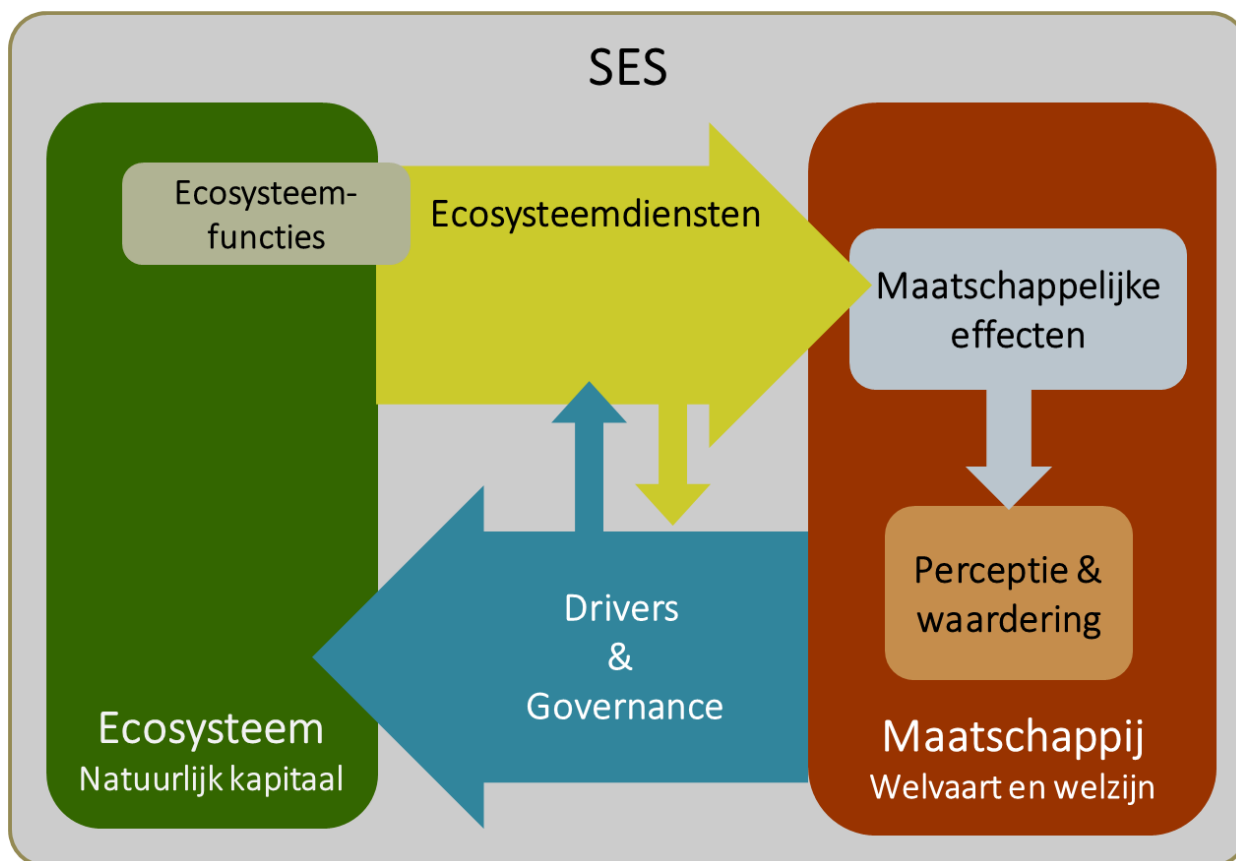 SES
Ecosysteem-
functies
Ecosysteemdiensten
Maatschappelijke
effecten
Drivers
&
Governance
Perceptie &
waardering
Ecosysteem
Natuurlijk kapitaal
Maatschappij
Welvaart en welzijn